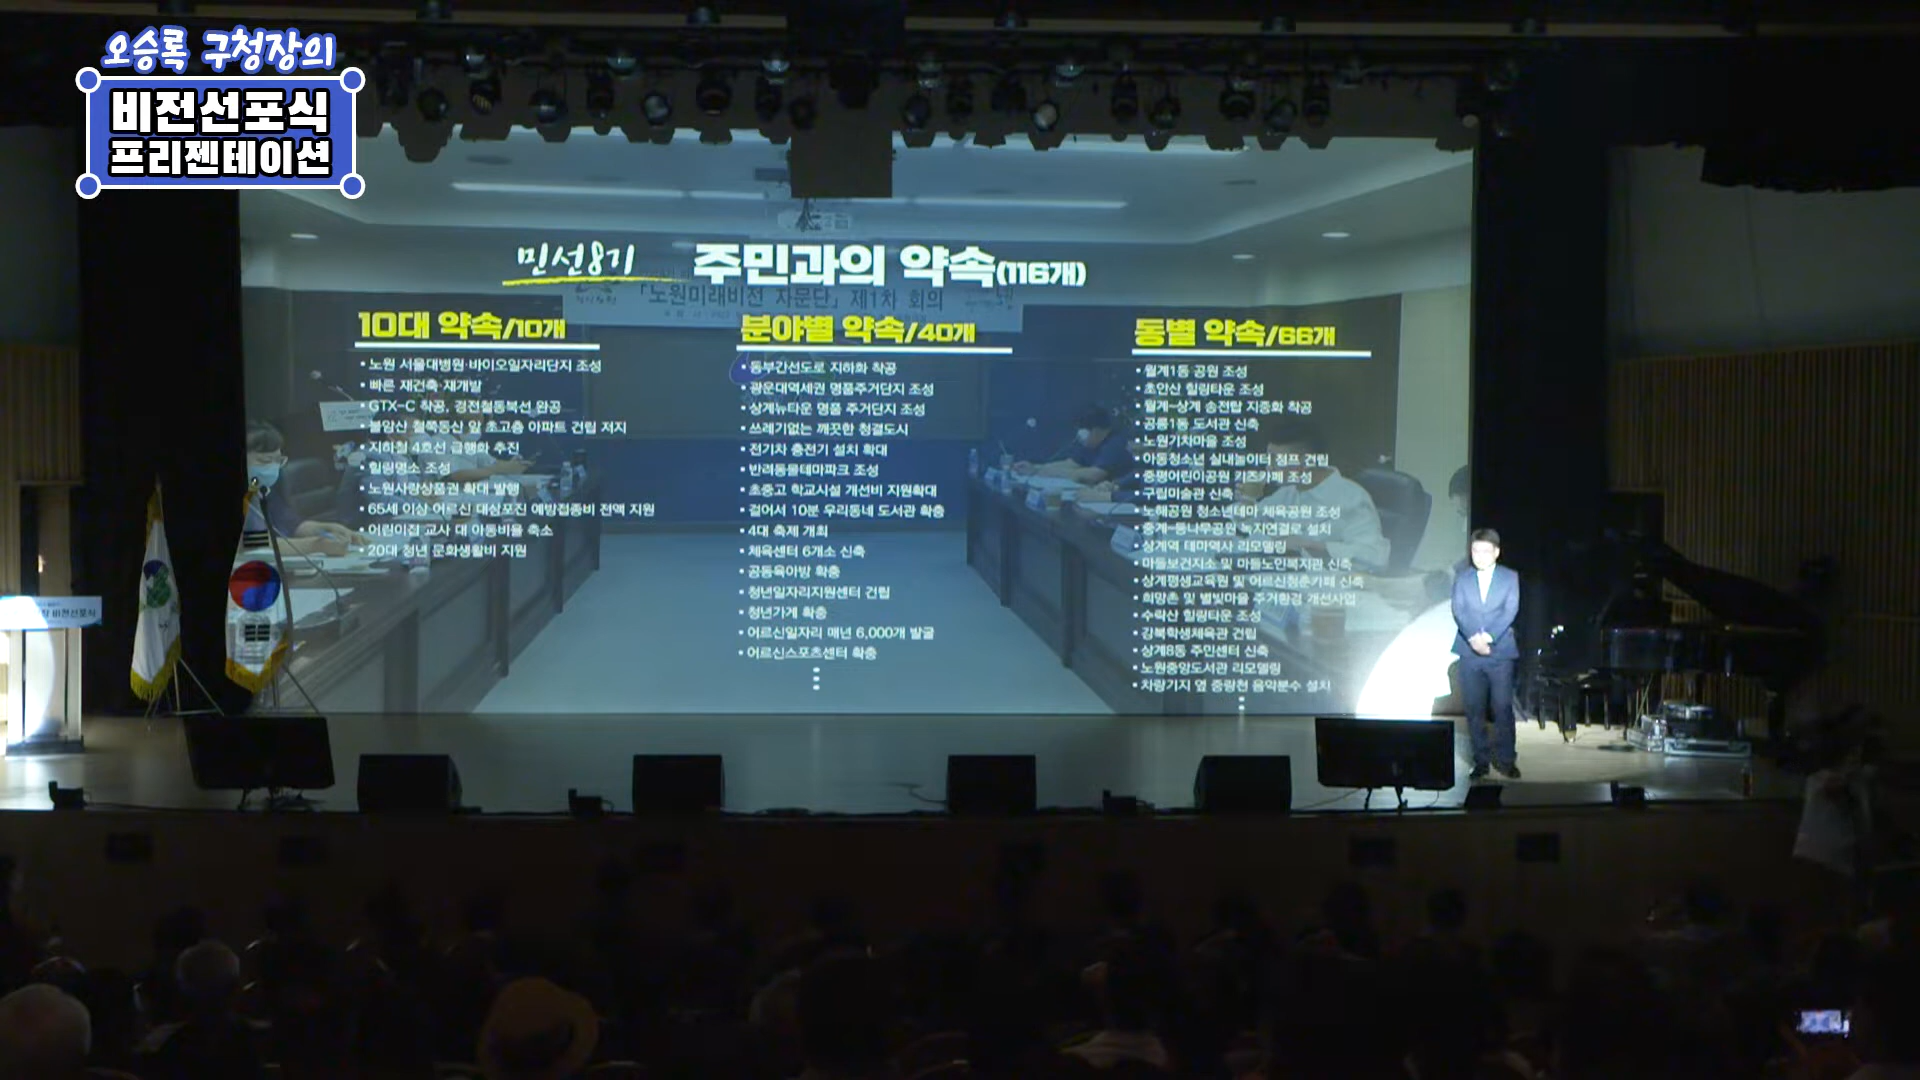 오승록 구청장의
비전선포식
프리젠테이션
민선8기 주민과의 약속(116개)
「노원미래비전 자문단」 제1차 회의
10대 약속/10개
• 노원 서울대병원·바이오일자리단지 조성
• 빠른 재건축·재개발
• GTX-C 착공, 경전철동북선 완공
• 불암산 철쭉동산 앞 초고층 아파트 건립 저지
• 지하철 4호선 급행화 추진
• 힐링명소 조성
• 노원사랑상품권 확대 발행
• 65세 이상 어르신 대상포진 예방접종비 전액 지원
• 어린이집 교사 대 아동비율 축소
• 20대 청년 문화생활비 지원
분야별 약속/40개
• 동부간선도로 지하화 착공
• 광운대역세권 명품주거단지 조성
• 상계뉴타운 명품 주거단지 조성
• 쓰레기없는 깨끗한 청결도시
• 전기차 충전기 설치 확대
• 반려동물테마파크 조성
• 초중고 학교시설 개선비 지원확대
• 걸어서 10분 우리동네 도서관 확충
• 4대 축제 개최
• 체육센터 6개소 신축
• 공동육아방 확충
• 청년일자리지원센터 건립
• 청년가게 확충
• 어르신일자리 매년 6,000개 발굴
• 어르신스포츠센터 확충
동별 약속/66개
• 월계1동 공원 조성
• 초안산 힐링타운 조성
• 월계~상계 송전탑 지중화 착공
• 공릉1동 도서관 신축
• 노원기차마을 조성
• 아동청소년 실내놀이터 점프 건립
• 중평어린이공원 키즈카페 조성
• 구립미술관 신축
• 노해공원 청소년테마 체육공원 조성
• 중계~등나무공원 녹지연결로 설치
• 상계역 테마역사 리모델링
• 마들보건지소 및 마들노인복지관 신축
• 상계평생교육원 및 어르신청춘카페 신축
• 희망촌 및 별빛마을 주거환경 개선사업
• 수락산 힐링타운 조성
• 강북학생체육관 건립
• 상계8동 주민센터 신축
• 노원중앙도서관 리모델링
• 차량기지 옆 중랑천 음악분수 설치
비전선포식